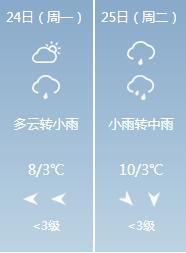 24日（周一）
多云转小雨
8/3℃
<3级
25日（周二）
小雨转中雨
10/3℃
<3级